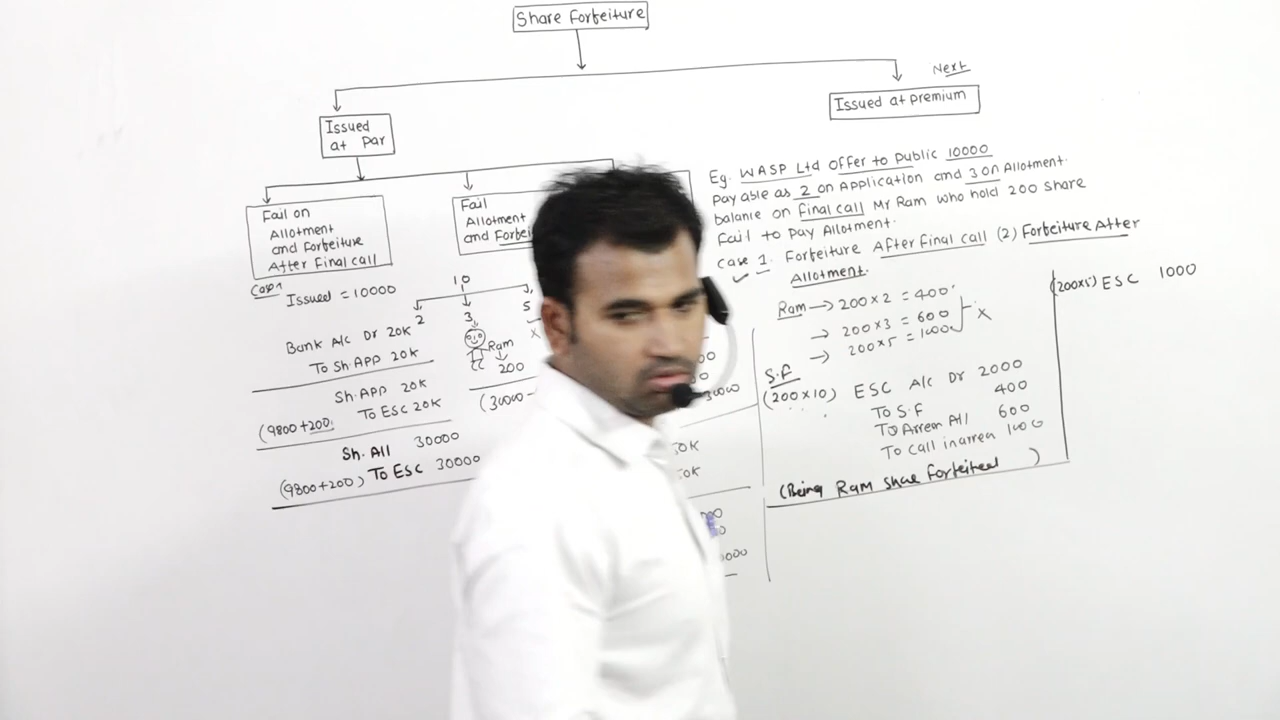 Share Forfeiture
Next
Issued at Par
Issued at premium
Fail on
Allotment
and Forfeiture
After Final call
Fail
Allotment
and Forfei
Case 1
Issued = 10000
10
2
3
5
X
Ram
200
Bank A/c Dr 20K
To Sh. App 20K
Sh. App 20K
To ESC 20K
(9800+200)
Sh. All 30000
(9800+200) To ESC 30000
(30000-
30000
50K
50K
Eg. WASP Ltd offer to Public 10000
Payable as 2 on Application and 3 on Allotment.
balance on final call Mr Ram who hold 200 Share
Fail to Pay Allotment.
Case 1. Forfeiture After final call (2) Forfeiture After
Allotment.
Ram → 200 x 2 = 400
→ 200 x 3 = 600
→ 200 x 5 = 1000
X
S.F
(200x10) ESC A/c Dr 2000
To S.F 400
To Arrear All 600
To Call in arrear 1000
(Being Ram Share forfeited)
(200x5) ESC 1000